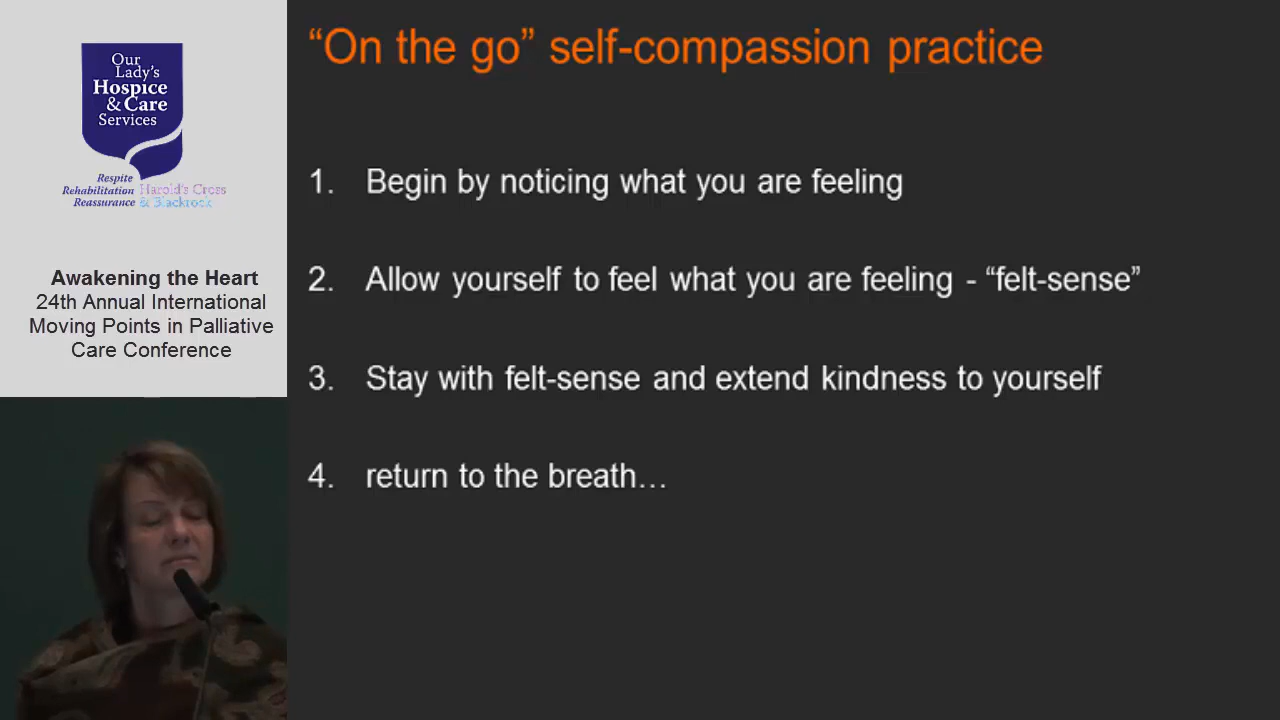 Our
Lady's
Hospice
& Care
Services
Respite
Rehabilitation Harold's Cross
Reassurance & Blackrock
Awakening the Heart
24th Annual International
Moving Points in Palliative
Care Conference
“On the go” self-compassion practice
1. Begin by noticing what you are feeling
2. Allow yourself to feel what you are feeling - “felt-sense”
3. Stay with felt-sense and extend kindness to yourself
4. return to the breath…